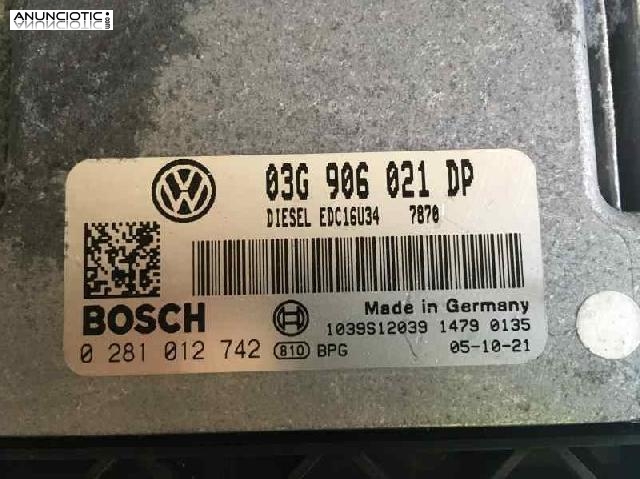 ANUNCIOTIC
.com
03G 906 021 DP
DIESEL EDC16U34 7870
BOSCH
Made in Germany
1039S12039 1479 0135
0 281 012 742 810 BPG 05-10-21